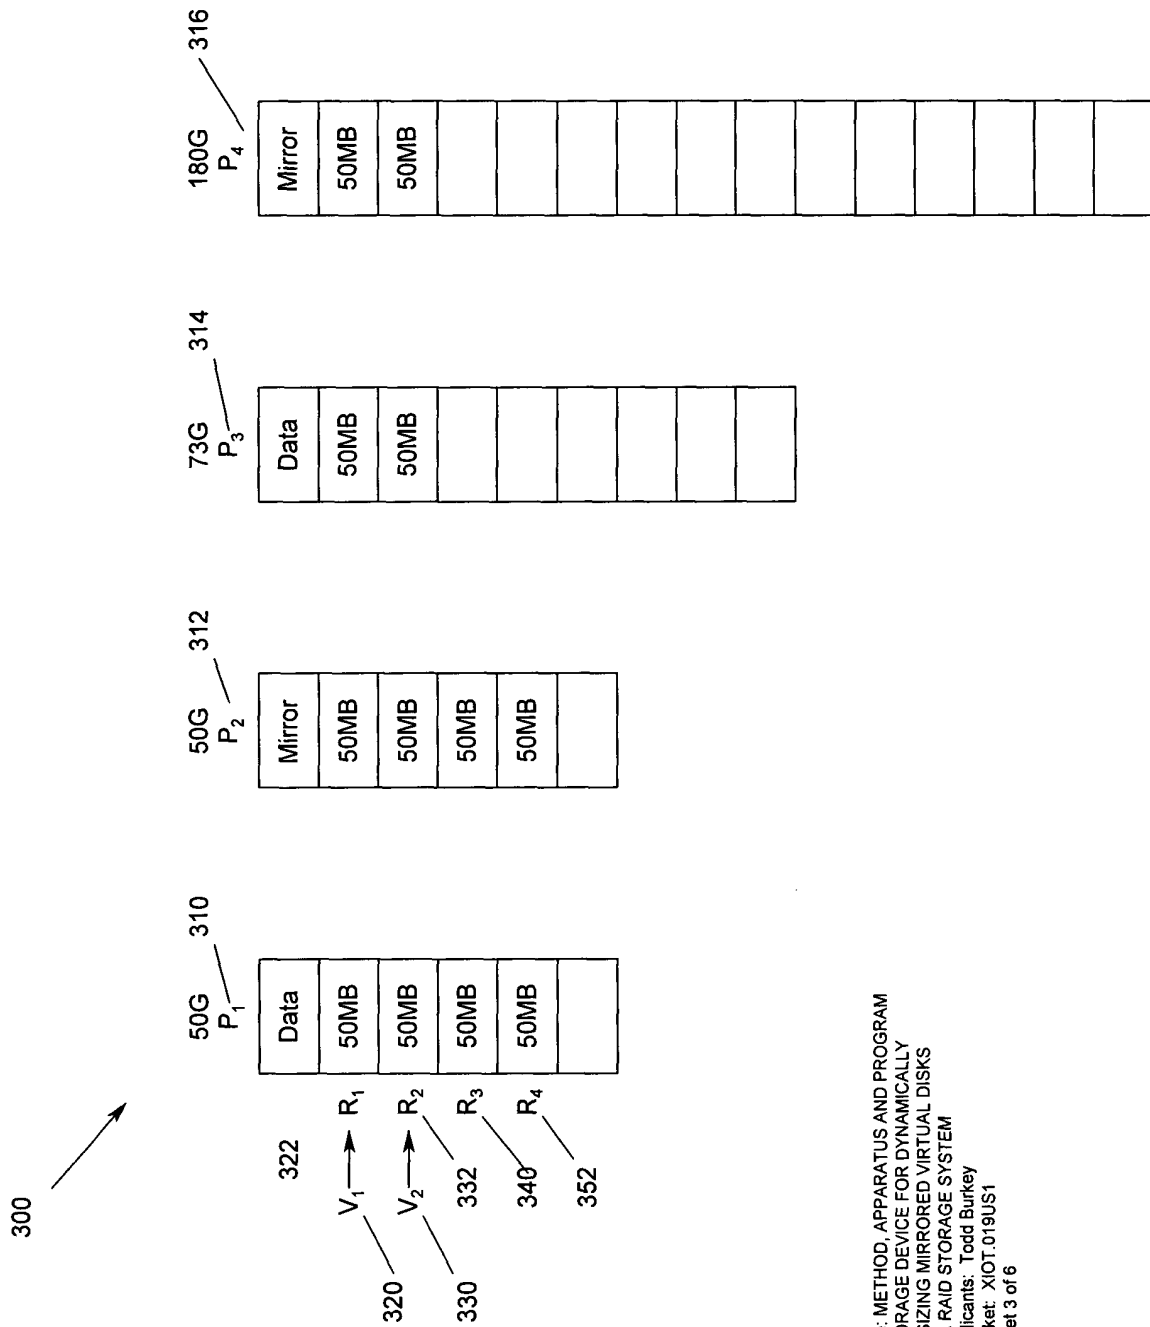 300
50G 310 50G 312 73G 314 180G 316
P₁ P₂ P₃ P₄
322 Data Mirror Data Mirror
V₁ R₁ 50MB 50MB 50MB 50MB
320 V₂ R₂ 50MB 50MB 50MB 50MB
330 332 R₃ 50MB 50MB
340 R₄ 50MB 50MB
352
: METHOD, APPARATUS AND PROGRAM
RAGE DEVICE FOR DYNAMICALLY
SIZING MIRRORED VIRTUAL DISKS
RAID STORAGE SYSTEM
licants: Todd Burkey
ket: XIOT.019US1
et 3 of 6